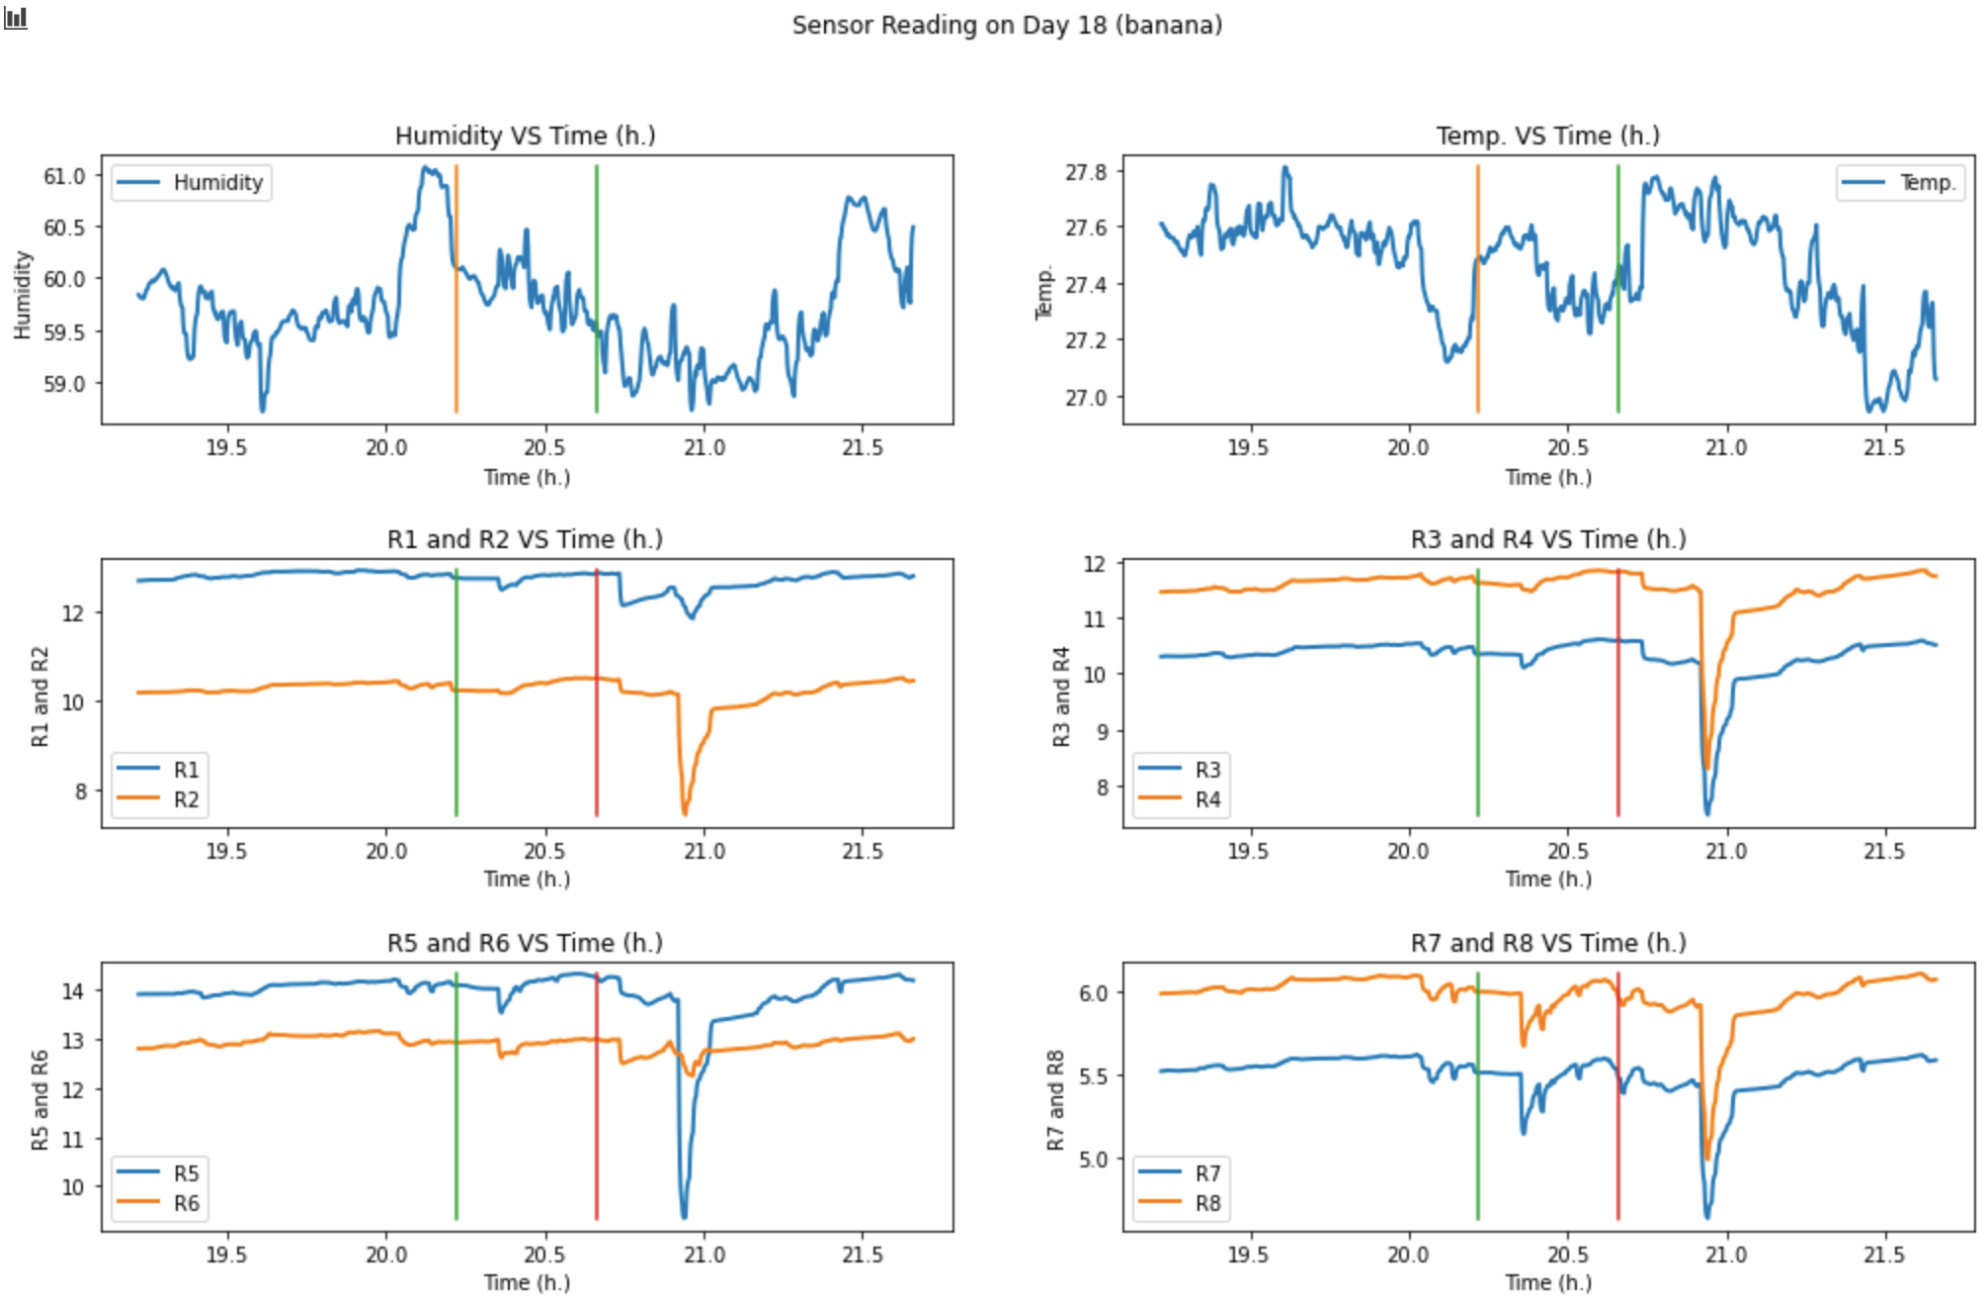 Sensor Reading on Day 18 (banana)
Humidity VS Time (h.)
Humidity
61.0
60.5
60.0
59.5
59.0
Humidity
19.5 20.0 20.5 21.0 21.5
Time (h.)
Temp. VS Time (h.)
Temp.
27.8
27.6
27.4
27.2
27.0
Temp.
19.5 20.0 20.5 21.0 21.5
Time (h.)
R1 and R2 VS Time (h.)
R1 and R2
12
10
8
R1
R2
19.5 20.0 20.5 21.0 21.5
Time (h.)
R3 and R4 VS Time (h.)
R3 and R4
12
11
10
9
8
R3
R4
19.5 20.0 20.5 21.0 21.5
Time (h.)
R5 and R6 VS Time (h.)
R5 and R6
14
13
12
11
10
R5
R6
19.5 20.0 20.5 21.0 21.5
Time (h.)
R7 and R8 VS Time (h.)
R7 and R8
6.0
5.5
5.0
R7
R8
19.5 20.0 20.5 21.0 21.5
Time (h.)